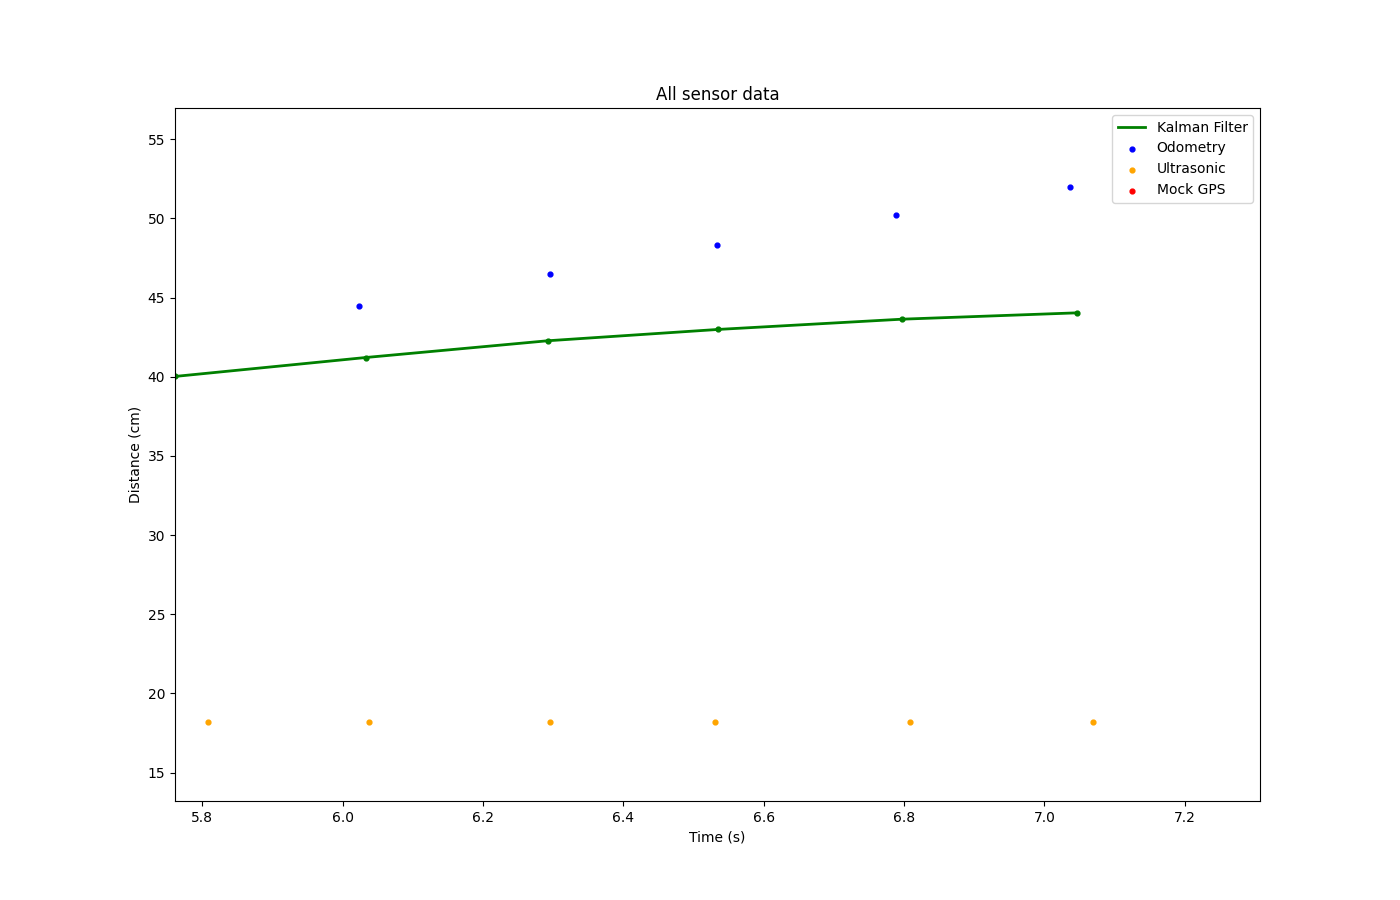 All sensor data
Kalman Filter
Odometry
Ultrasonic
Mock GPS
55
50
45
40
35
30
25
20
15
Distance (cm)
5.8 6.0 6.2 6.4 6.6 6.8 7.0 7.2
Time (s)